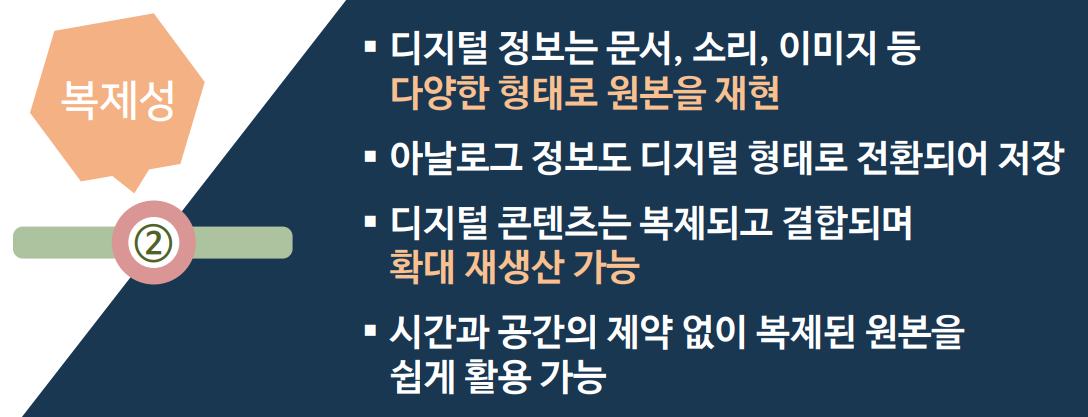 복제성
②
▪ 디지털 정보는 문서, 소리, 이미지 등
다양한 형태로 원본을 재현
▪ 아날로그 정보도 디지털 형태로 전환되어 저장
▪ 디지털 콘텐츠는 복제되고 결합되며
확대 재생산 가능
▪ 시간과 공간의 제약 없이 복제된 원본을
쉽게 활용 가능